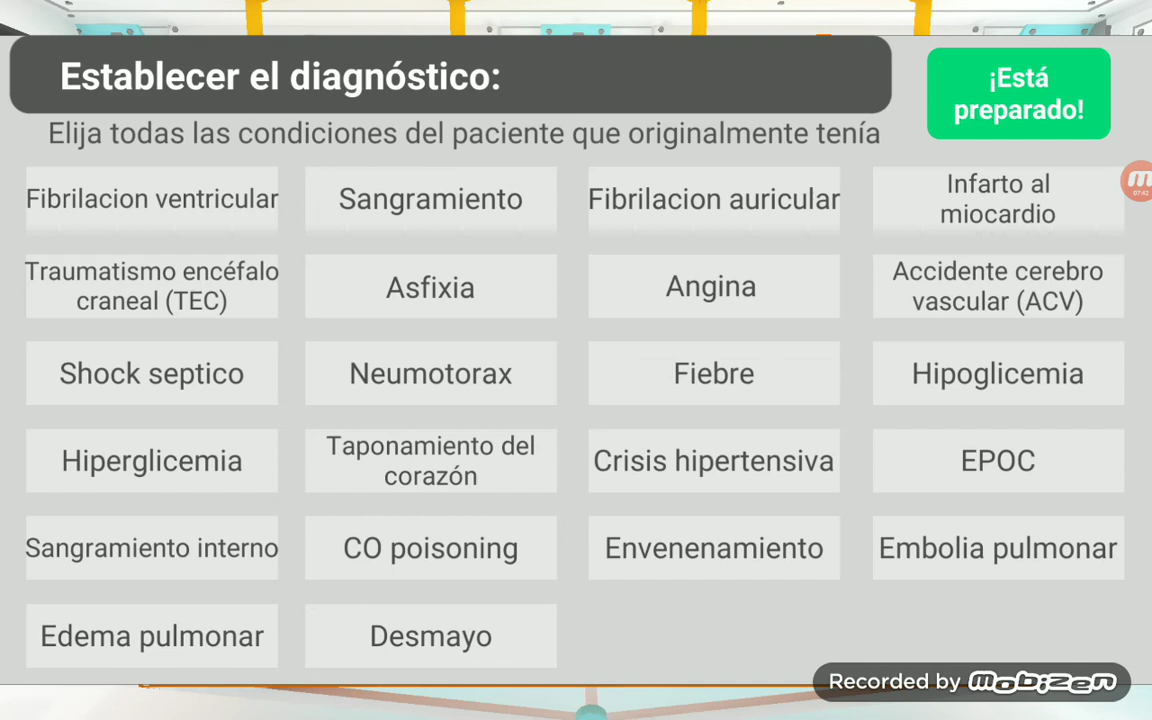 Establecer el diagnóstico:
¡Está
preparado!
Elija todas las condiciones del paciente que originalmente tenía
Fibrilacion ventricular
Sangramiento
Fibrilacion auricular
Infarto al
miocardio
07:42
Traumatismo encéfalo
craneal (TEC)
Asfixia
Angina
Accidente cerebro
vascular (ACV)
Shock septico
Neumotorax
Fiebre
Hipoglicemia
Hiperglicemia
Taponamiento del
corazón
Crisis hipertensiva
EPOC
Sangramiento interno
CO poisoning
Envenenamiento
Embolia pulmonar
Edema pulmonar
Desmayo
Recorded by mobizen